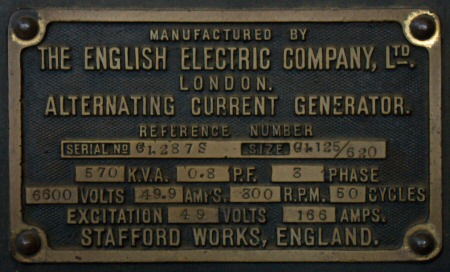 MANUFACTURED BY
THE ENGLISH ELECTRIC COMPANY, LTD.
LONDON.
ALTERNATING CURRENT GENERATOR.
REFERENCE NUMBER
SERIAL No G1.287S SIZE G1.125/620
570 K.V.A. 0.8 P.F. 3 PHASE
6600 VOLTS 49.9 AMPS. 300 R.P.M. 50 CYCLES
EXCITATION 49 VOLTS 166 AMPS.
STAFFORD WORKS, ENGLAND.